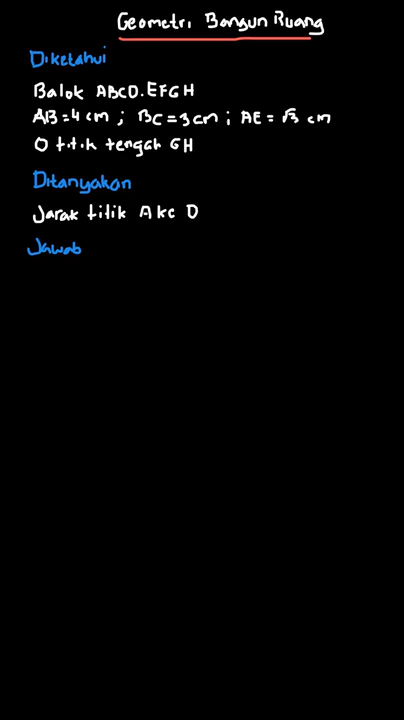 Geometri Bangun Ruang
Diketahui
Balok ABCD.EFGH
AB = 4 cm ; BC = 3 cm ; AE = √3 cm
O titik tengah GH
Ditanyakan
Jarak titik A ke O
Jawab